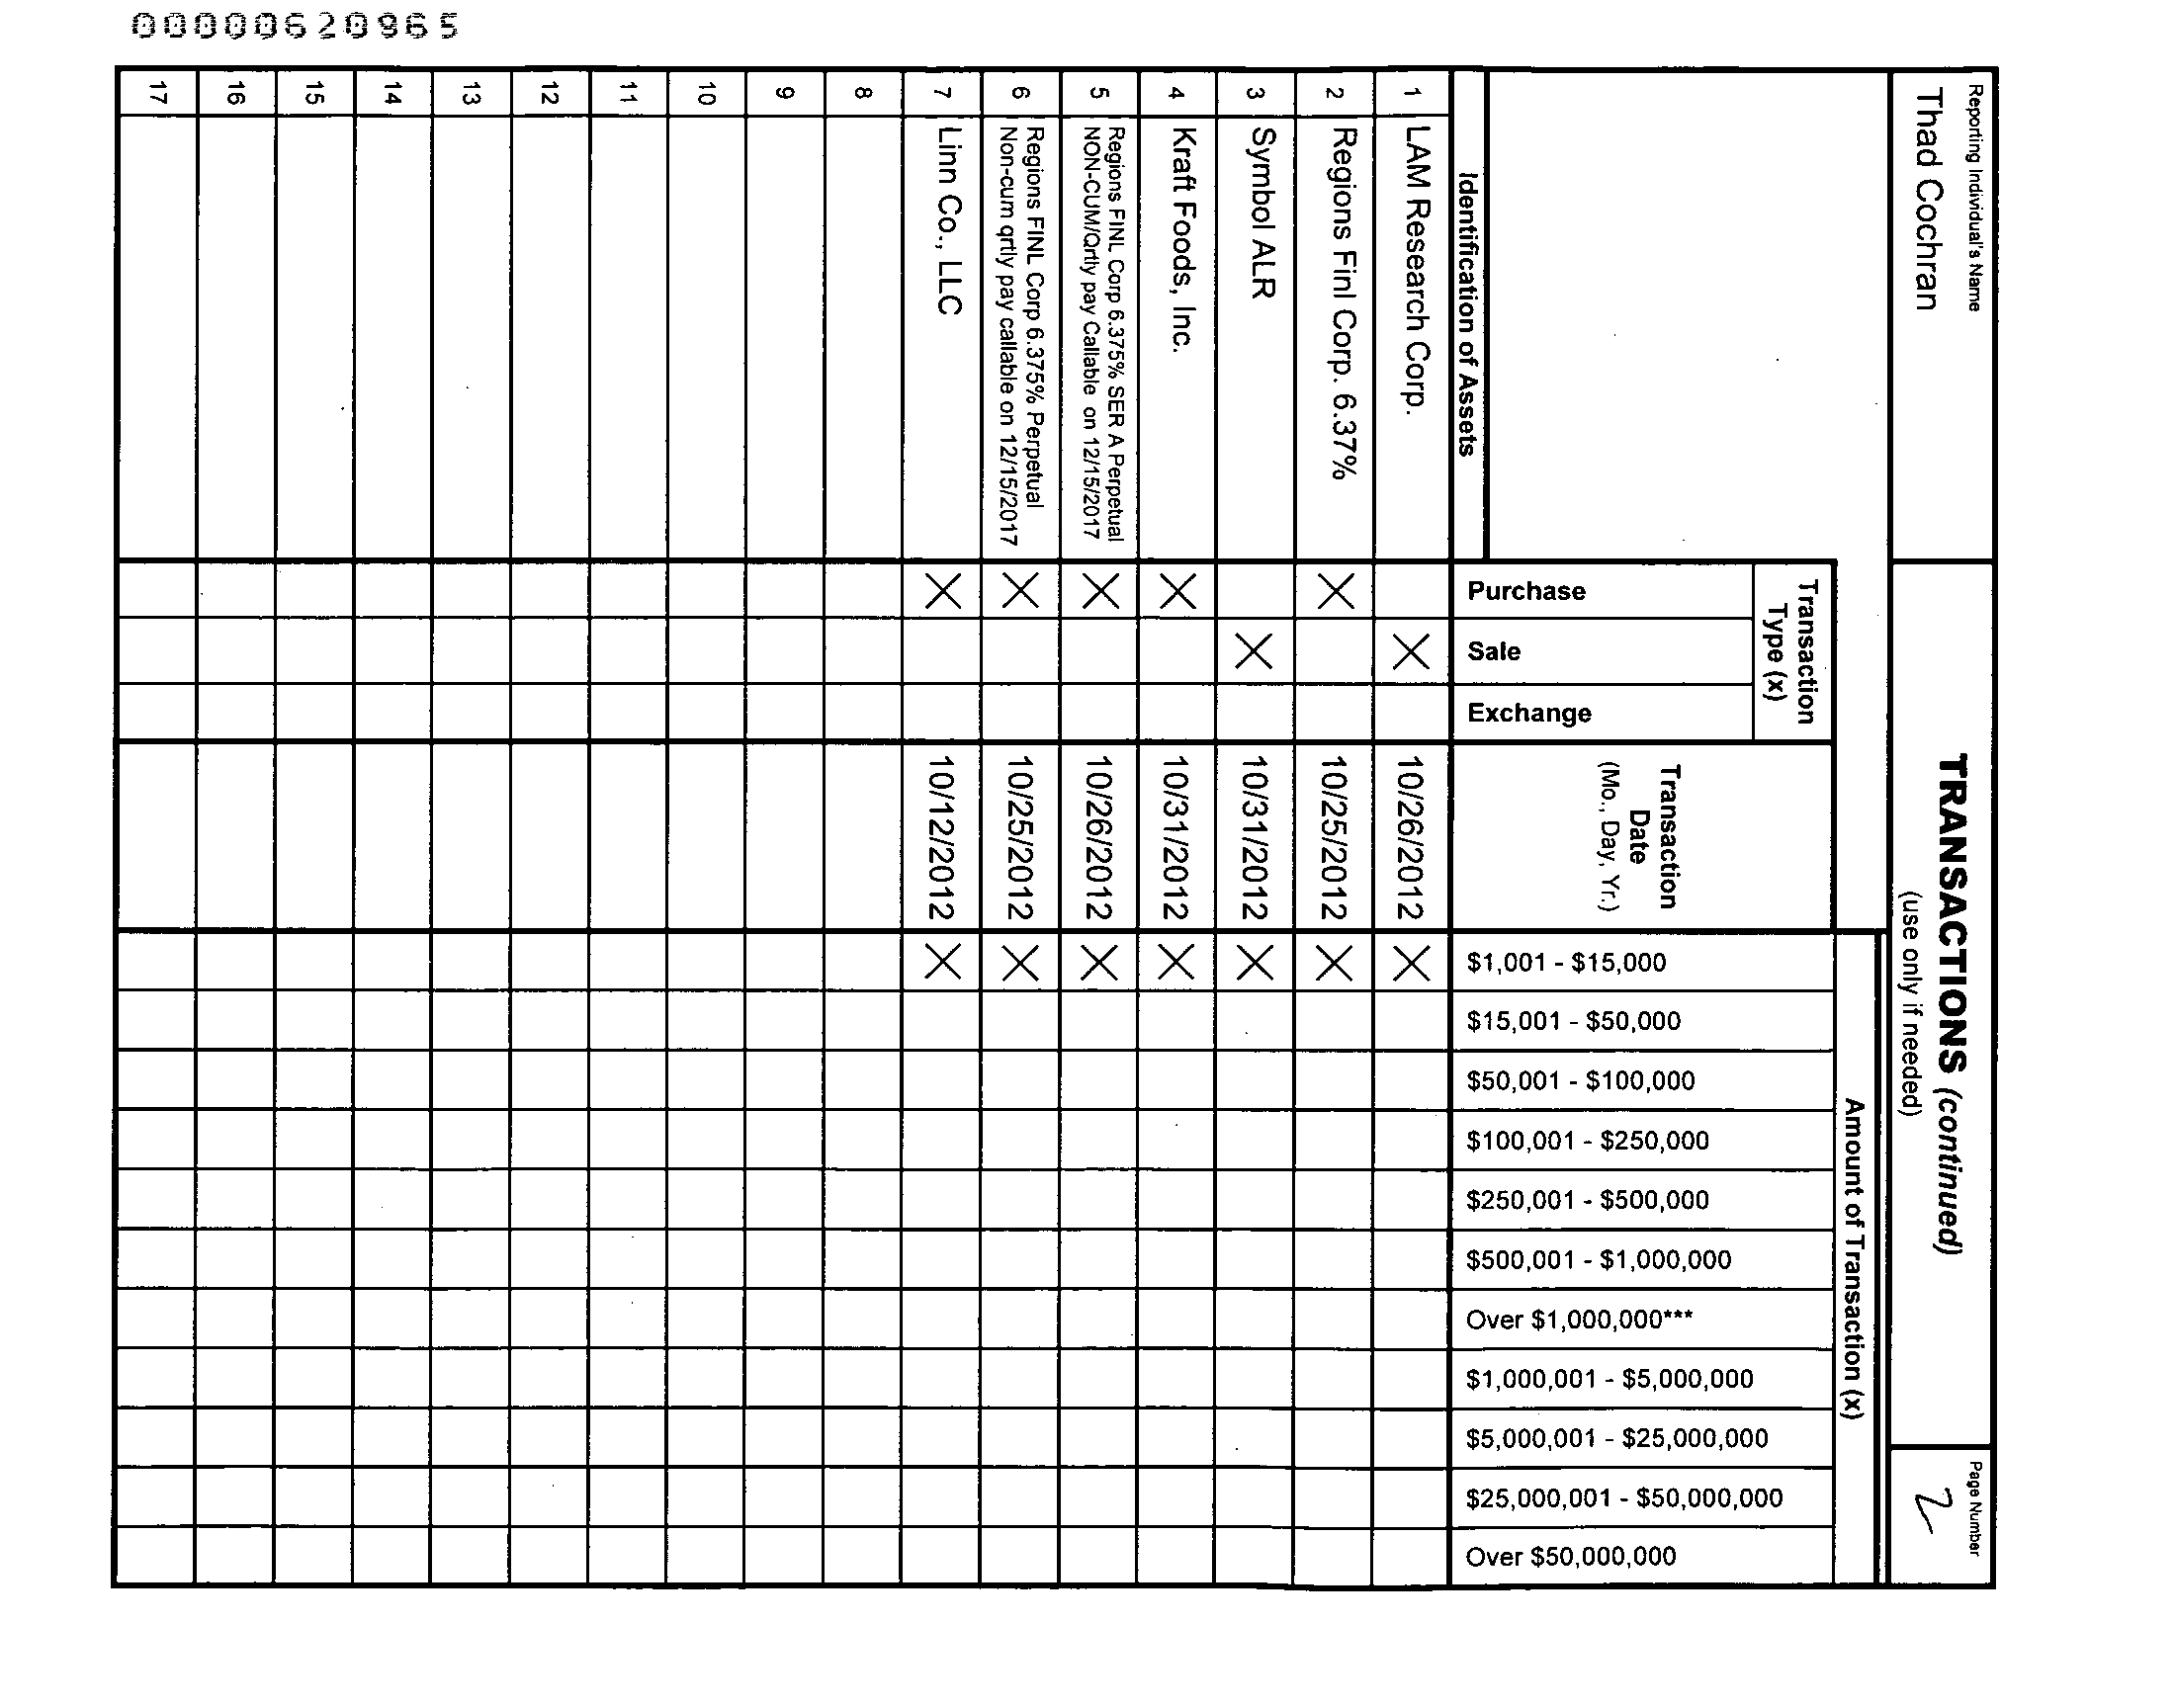 00000620965
Reporting Individual's Name
Thad Cochran
TRANSACTIONS (continued)
(use only if needed)
Page Number
2
Identification of Assets
Transaction
Type (x)
Purchase
Sale
Exchange
Transaction
Date
(Mo., Day, Yr.)
Amount of Transaction (x)
$1,001 - $15,000
$15,001 - $50,000
$50,001 - $100,000
$100,001 - $250,000
$250,001 - $500,000
$500,001 - $1,000,000
Over $1,000,000***
$1,000,001 - $5,000,000
$5,000,001 - $25,000,000
$25,000,001 - $50,000,000
Over $50,000,000
1 LAM Research Corp. X 10/26/2012 X
2 Regions Finl Corp. 6.37% X 10/25/2012 X
3 Symbol ALR X 10/31/2012 X
4 Kraft Foods, Inc. X 10/31/2012 X
5 Regions FINL Corp 6.375% SER A Perpetual
NON-CUM/Qrtly pay Callable on 12/15/2017 X 10/26/2012 X
6 Regions FINL Corp 6.375% Perpetual
Non-cum qrtly pay callable on 12/15/2017 X 10/25/2012 X
7 Linn Co., LLC X 10/12/2012 X
8
9
10
11
12
13
14
15
16
17